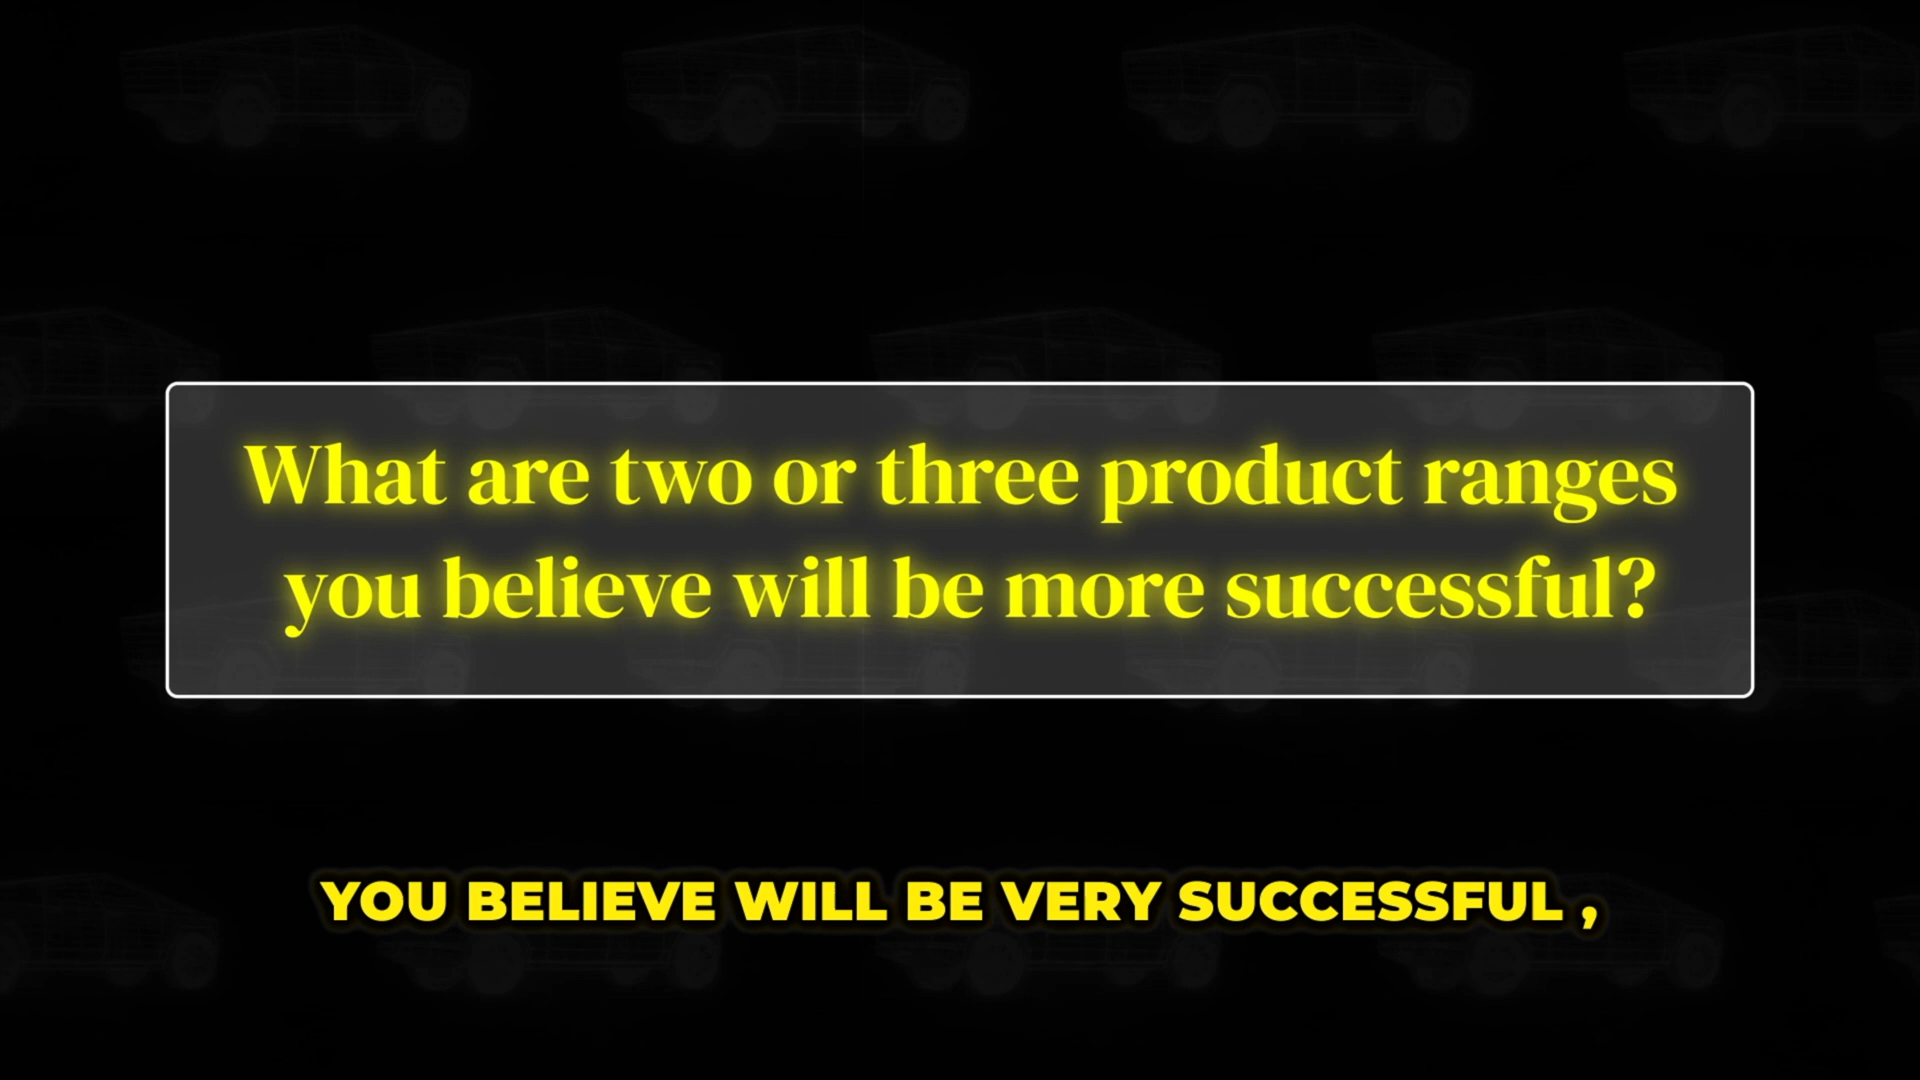 What are two or three product ranges
you believe will be more successful?
YOU BELIEVE WILL BE VERY SUCCESSFUL ,